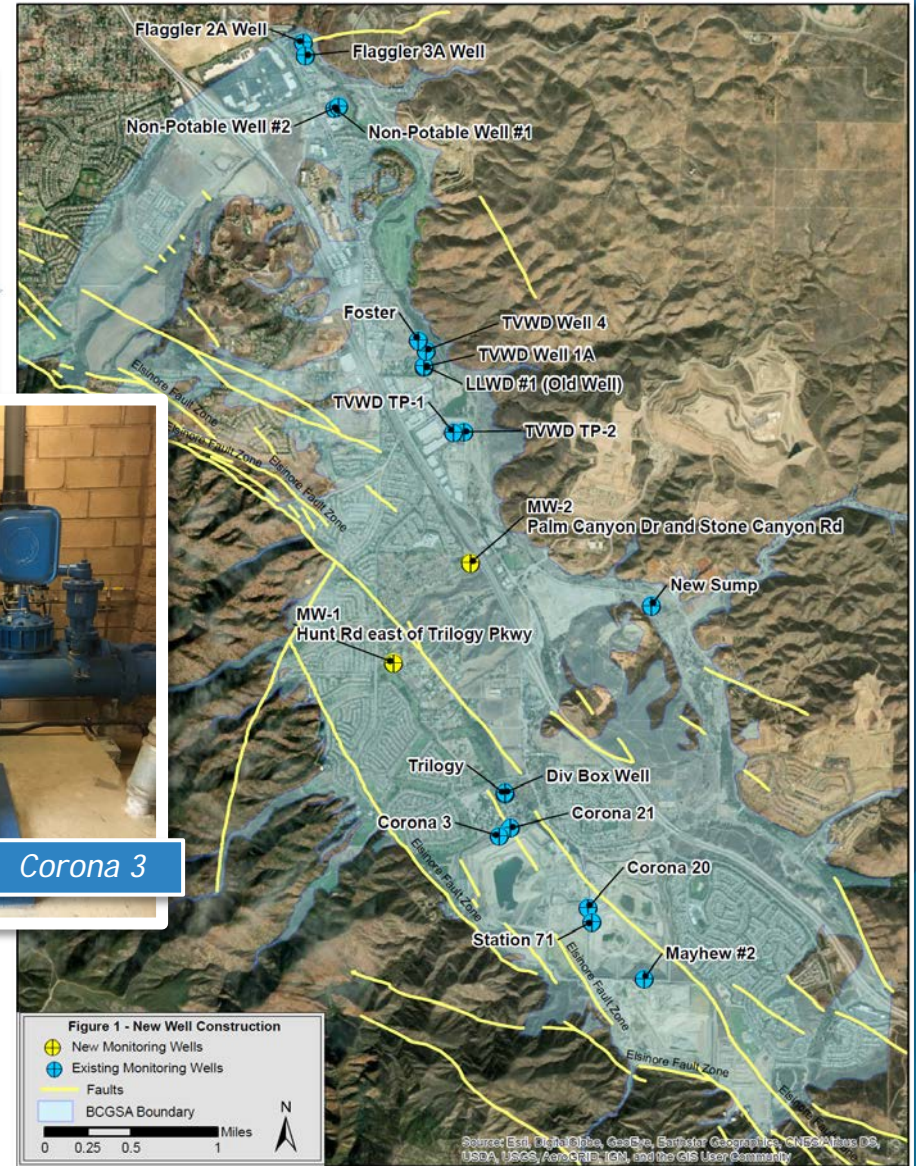 Flaggler 2A Well
Flaggler 3A Well
Non-Potable Well #2
Non-Potable Well #1
Foster
TVWD Well 4
TVWD Well 1A
LLWD #1 (Old Well)
TVWD TP-1
TVWD TP-2
Elsinore Fault Zone
Elsinore Fault Zone
Elsinore Fault Zone
MW-2
Palm Canyon Dr and Stone Canyon Rd
New Sump
MW-1
Hunt Rd east of Trilogy Pkwy
Trilogy
Div Box Well
Corona 3
Corona 21
Corona 3
Elsinore Fault Zone
Corona 20
Station 71
Mayhew #2
Elsinore Fault Zone
Elsinore Fault Zone
Elsinore Fault Zone
Figure 1 - New Well Construction
New Monitoring Wells
Existing Monitoring Wells
Faults
BCGSA Boundary
N
Miles
0 0.25 0.5 1
Source: Esri, DigitalGlobe, GeoEye, Earthstar Geographics, CNES/Airbus DS,
USDA, USGS, AeroGRID, IGN, and the GIS User Community